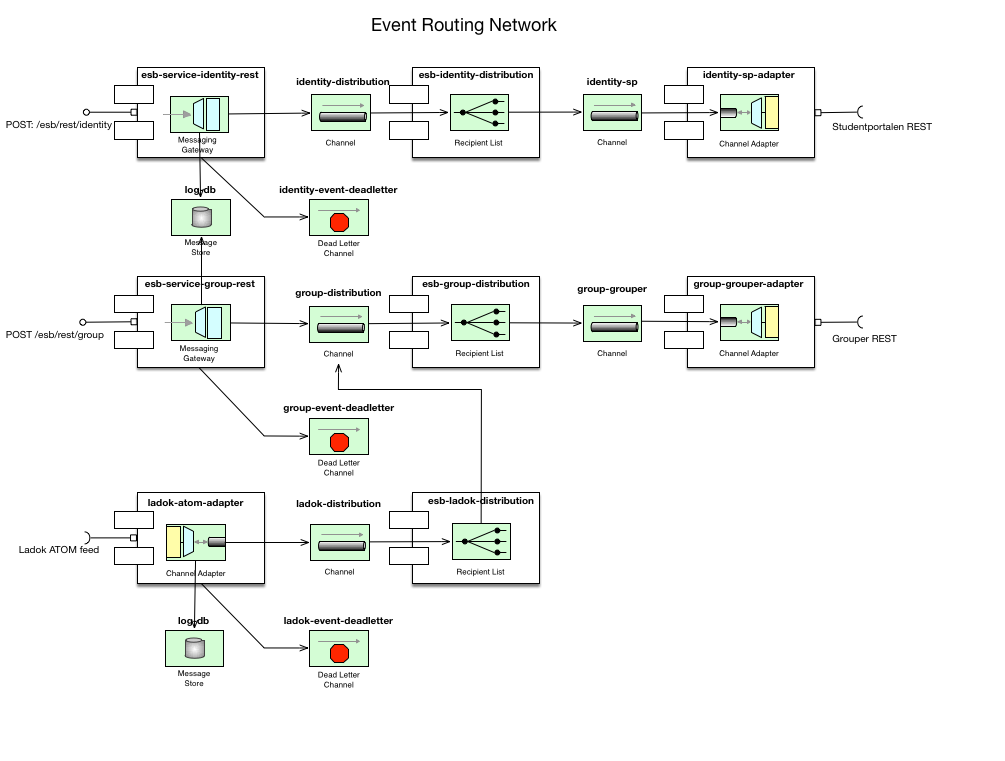 Event Routing Network
esb-service-identity-rest
identity-distribution
esb-identity-distribution
identity-sp
identity-sp-adapter
POST: /esb/rest/identity
Studentportalen REST
Messaging
Gateway
Channel
Recipient List
Channel
Channel Adapter
log-db
identity-event-deadletter
Message
Store
Dead Letter
Channel
esb-service-group-rest
group-distribution
esb-group-distribution
group-grouper
group-grouper-adapter
POST /esb/rest/group
Grouper REST
Messaging
Gateway
Channel
Recipient List
Channel
Channel Adapter
group-event-deadletter
Dead Letter
Channel
ladok-atom-adapter
ladok-distribution
esb-ladok-distribution
Ladok ATOM feed
Channel Adapter
Channel
Recipient List
log-db
ladok-event-deadletter
Message
Store
Dead Letter
Channel